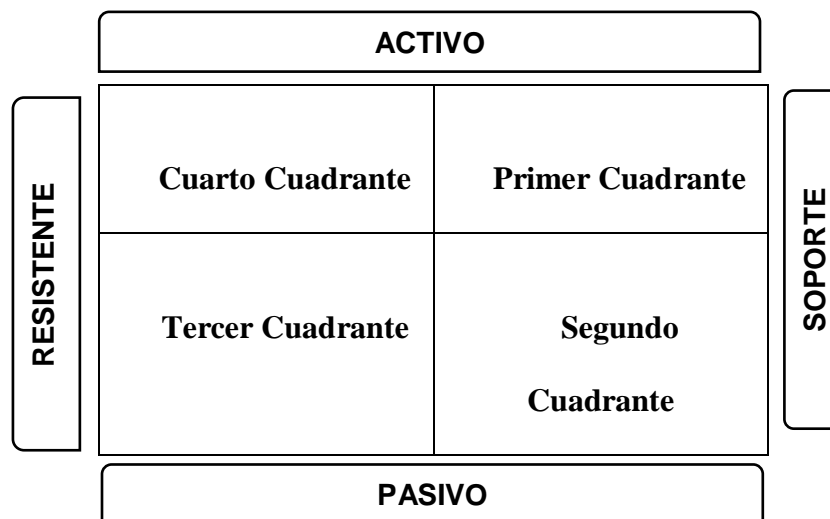 ACTIVO
RESISTENTE
Cuarto Cuadrante
Primer Cuadrante
SOPORTE
Tercer Cuadrante
Segundo
Cuadrante
PASIVO